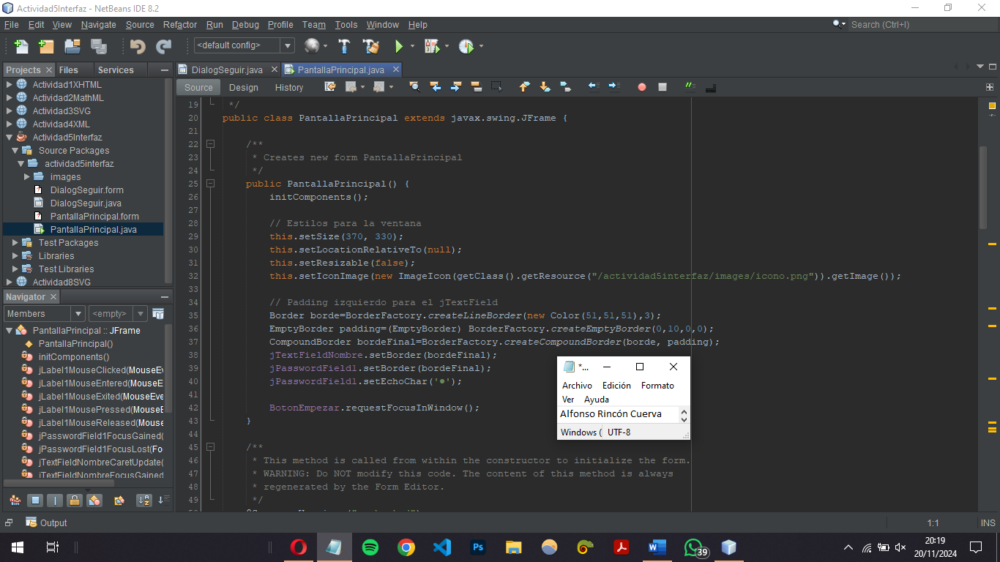 Actividad5Interfaz - NetBeans IDE 8.2
File Edit View Navigate Source Refactor Run Debug Profile Team Tools Window Help
Search (Ctrl+I)
<default config>
Projects Files Services
DialogSeguir.java
PantallaPrincipal.java
Source Design History
Actividad1XHTML
Actividad2MathML
Actividad3SVG
Actividad4XML
Actividad5Interfaz
Source Packages
actividad5interfaz
images
DialogSeguir.form
DialogSeguir.java
PantallaPrincipal.form
PantallaPrincipal.java
Test Packages
Libraries
Test Libraries
Actividad8SVG
Navigator
Members <empty>
PantallaPrincipal :: JFrame
PantallaPrincipal()
initComponents()
jLabel1MouseClicked(MouseEv
jLabel1MouseEntered(MouseE
jLabel1MouseExited(MouseEve
jLabel1MousePressed(MouseE
jLabel1MouseReleased(Mouse
jPasswordField1FocusGained(
jPasswordField1FocusLost(Fo
jTextFieldNombreCaretUpdate(
jTextFieldNombreFocusGained
19 */
20 public class PantallaPrincipal extends javax.swing.JFrame {
21
22 /**
23 * Creates new form PantallaPrincipal
24 */
25 public PantallaPrincipal() {
26 initComponents();
27
28 // Estilos para la ventana
29 this.setSize(370, 330);
30 this.setLocationRelativeTo(null);
31 this.setResizable(false);
32 this.setIconImage(new ImageIcon(getClass().getResource("/actividad5interfaz/images/icono.png")).getImage());
33
34 // Padding izquierdo para el jTextField
35 Border borde=BorderFactory.createLineBorder(new Color(51,51,51),3);
36 EmptyBorder padding=(EmptyBorder) BorderFactory.createEmptyBorder(0,10,0,0);
37 CompoundBorder bordeFinal=BorderFactory.createCompoundBorder(borde, padding);
38 jTextFieldNombre.setBorder(bordeFinal);
39 jPasswordField1.setBorder(bordeFinal);
40 jPasswordField1.setEchoChar('●');
41
42 BotonEmpezar.requestFocusInWindow();
43 }
44
45 /**
46 * This method is called from within the constructor to initialize the form.
47 * WARNING: Do NOT modify this code. The content of this method is always
48 * regenerated by the Form Editor.
49 */
*...
Archivo Edición Formato
Ver Ayuda
Alfonso Rincón Cuerva
Windows ( UTF-8
Output
1:1 INS
Ps
39
20:19
20/11/2024